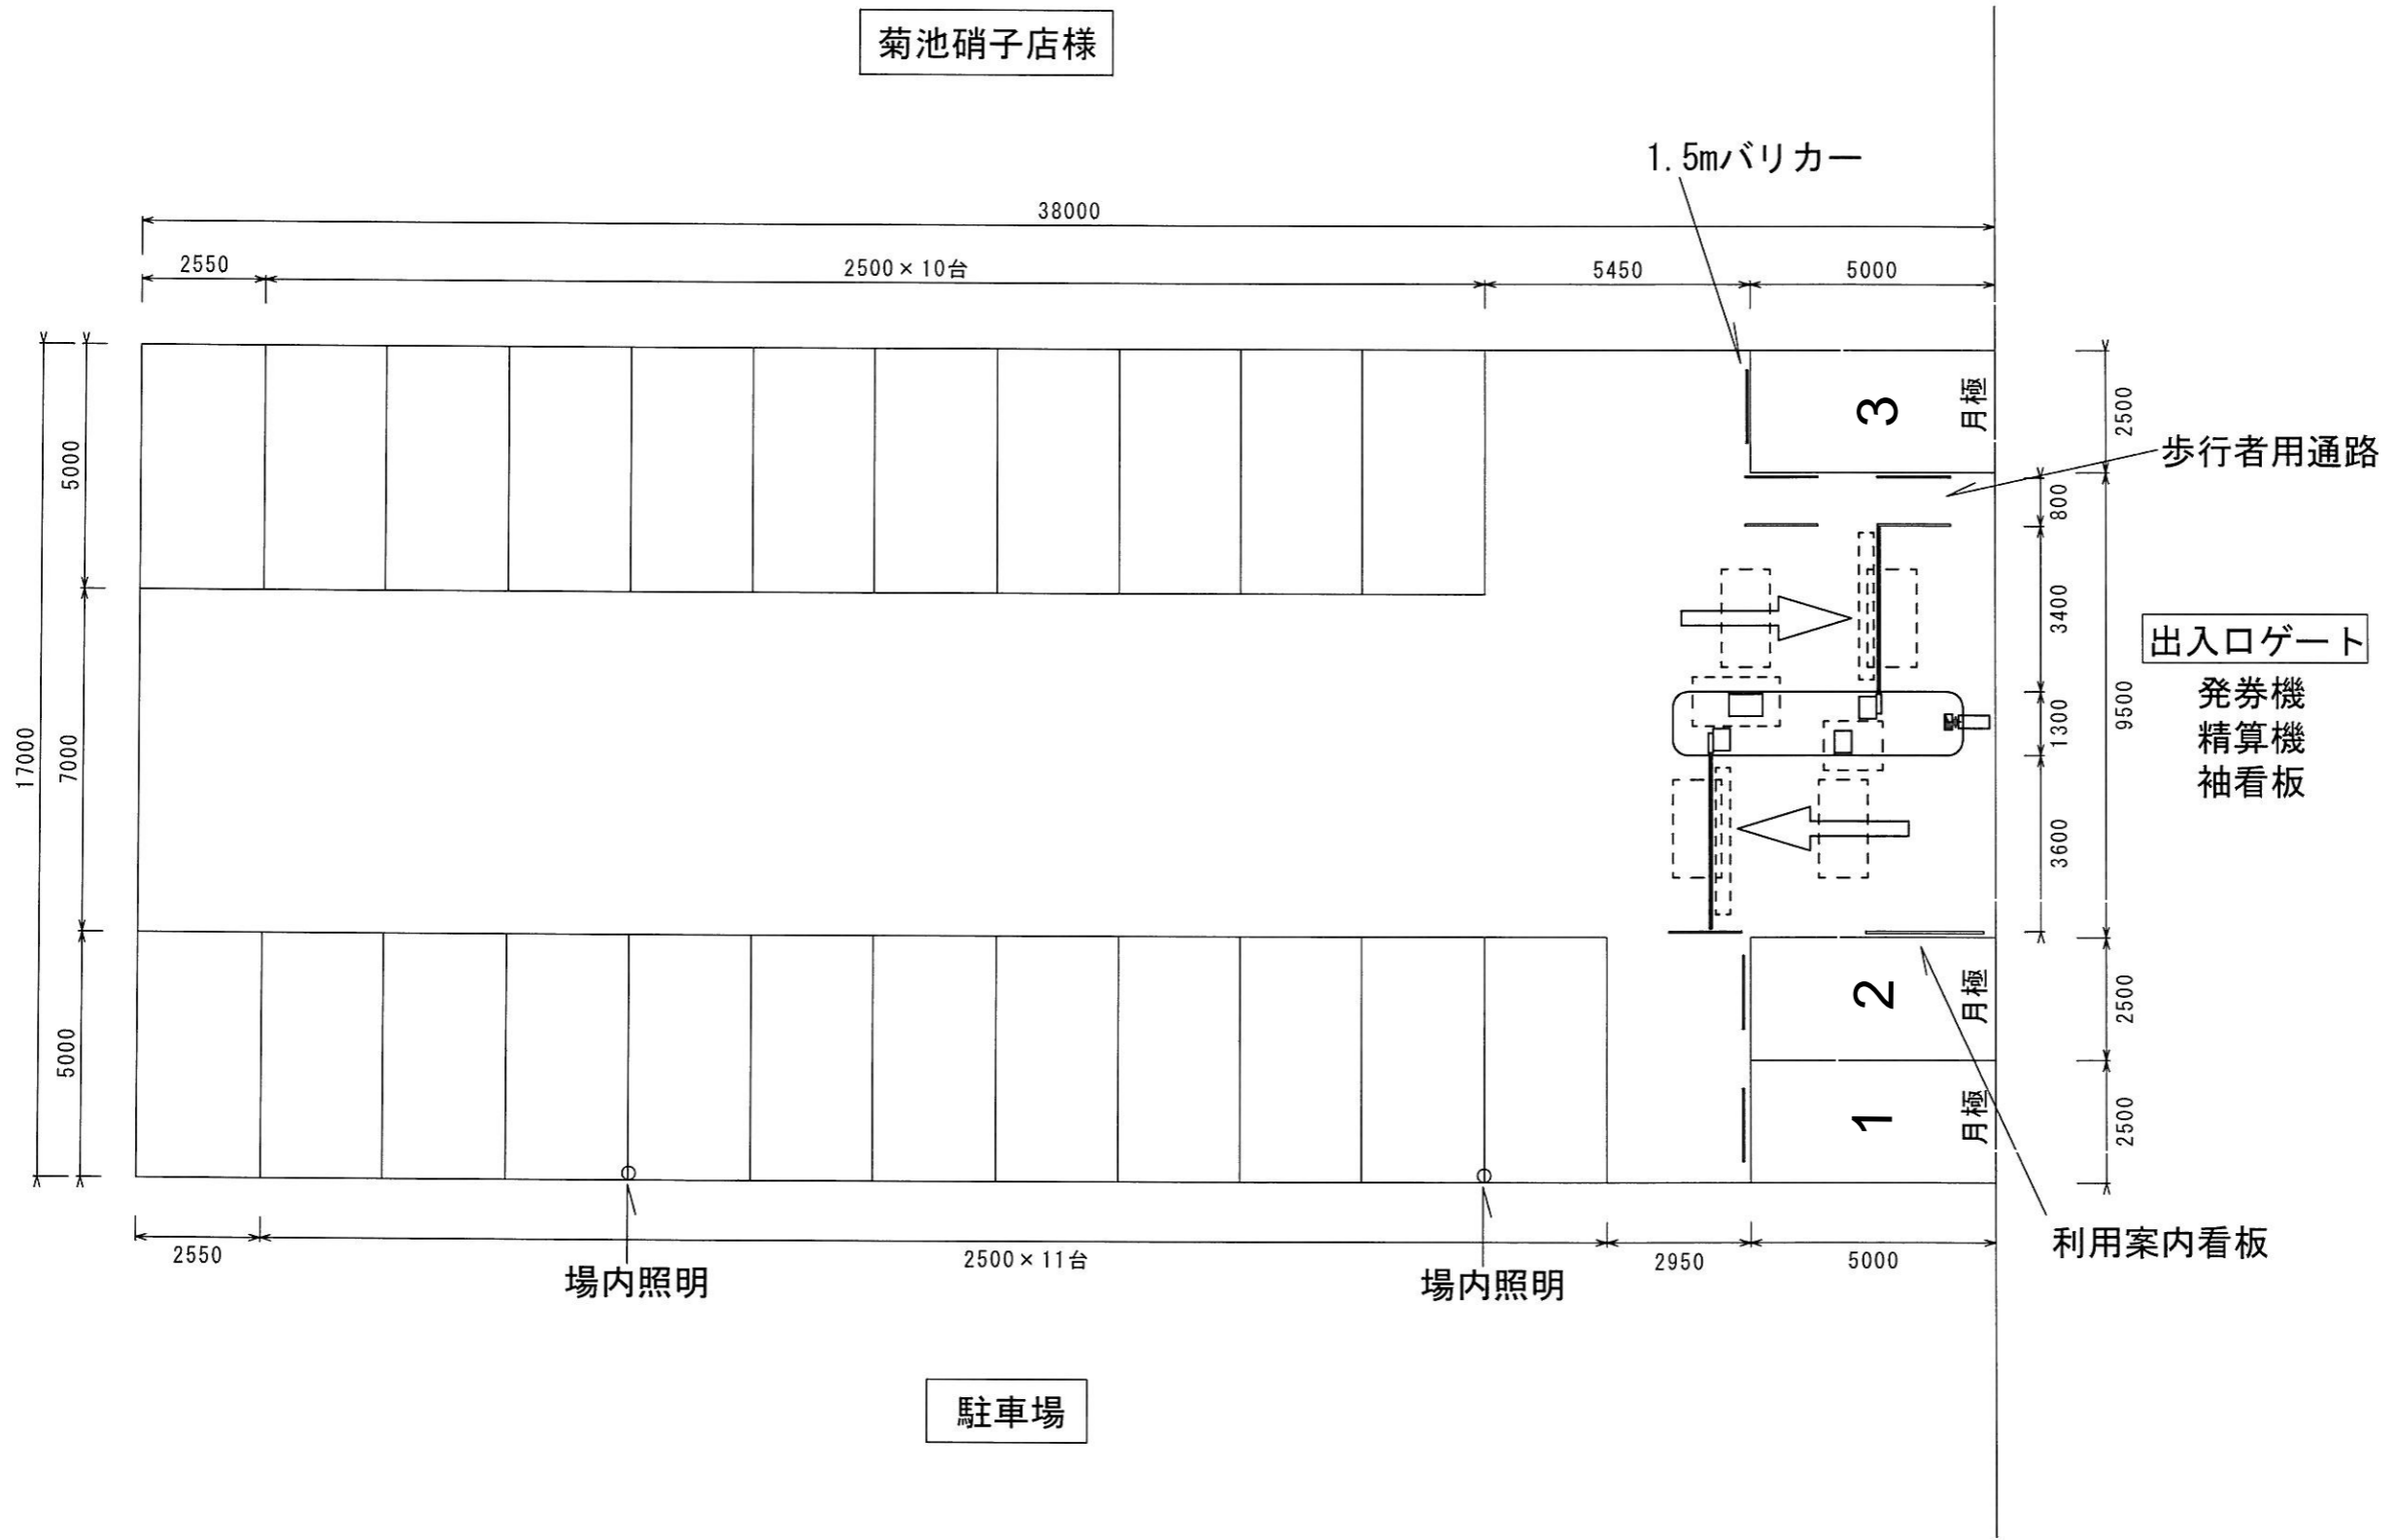 菊池硝子店様
1.5mバリカー
38000
2550
2500×10台
5450
5000
17000
5000
7000
5000
3
月極
2500
歩行者用通路
800
3400
1300
3600
9500
出入口ゲート
発券機
精算機
袖看板
2
月極
2500
1
月極
2500
2550
2500×11台
2950
5000
場内照明
場内照明
利用案内看板
駐車場